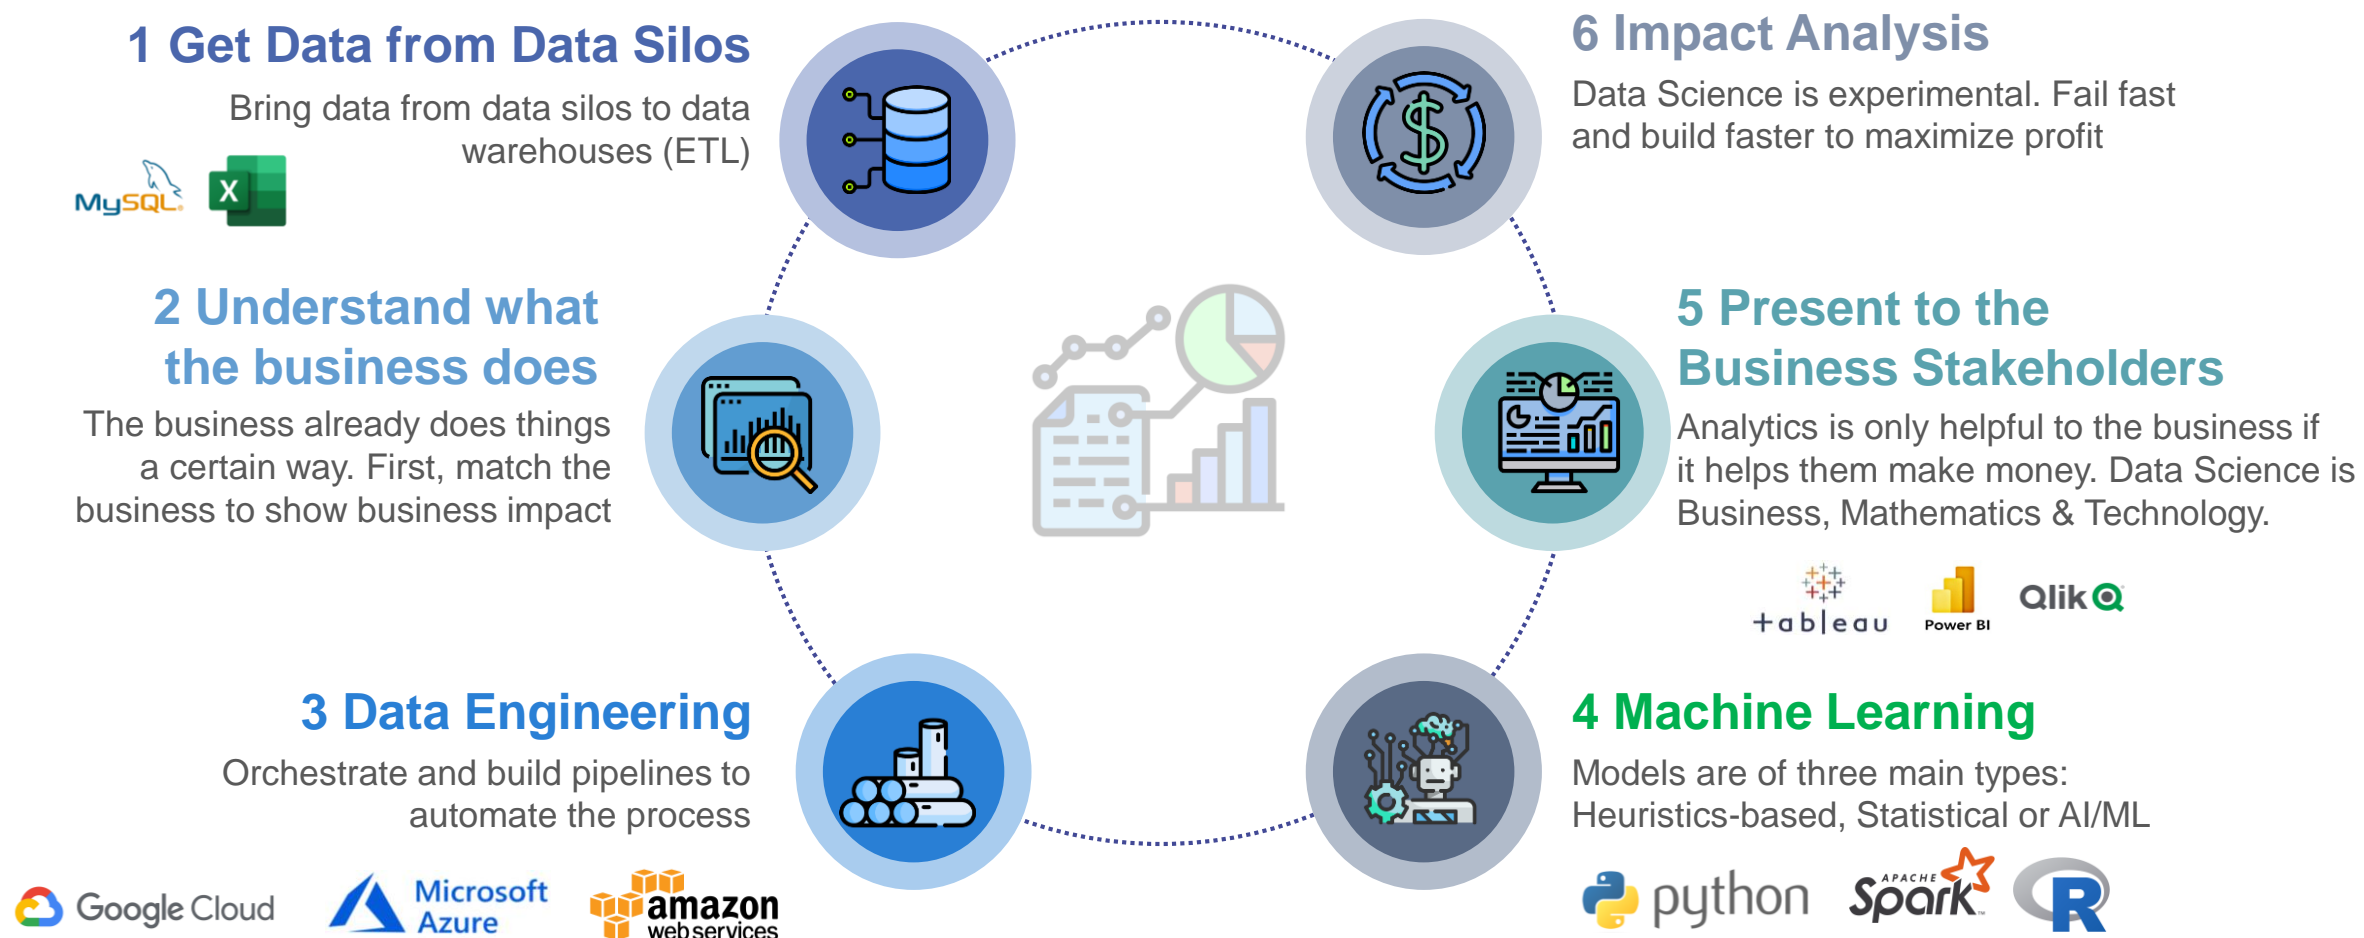 1 Get Data from Data Silos
Bring data from data silos to data
warehouses (ETL)
MySQL
X
2 Understand what
the business does
The business already does things
a certain way. First, match the
business to show business impact
3 Data Engineering
Orchestrate and build pipelines to
automate the process
Google Cloud
Microsoft
Azure
amazon
web services
6 Impact Analysis
Data Science is experimental. Fail fast
and build faster to maximize profit
$
5 Present to the
Business Stakeholders
Analytics is only helpful to the business if
it helps them make money. Data Science is
Business, Mathematics & Technology.
+ableau
Power BI
Qlik
4 Machine Learning
Models are of three main types:
Heuristics-based, Statistical or AI/ML
python
APACHE
Spark™
R